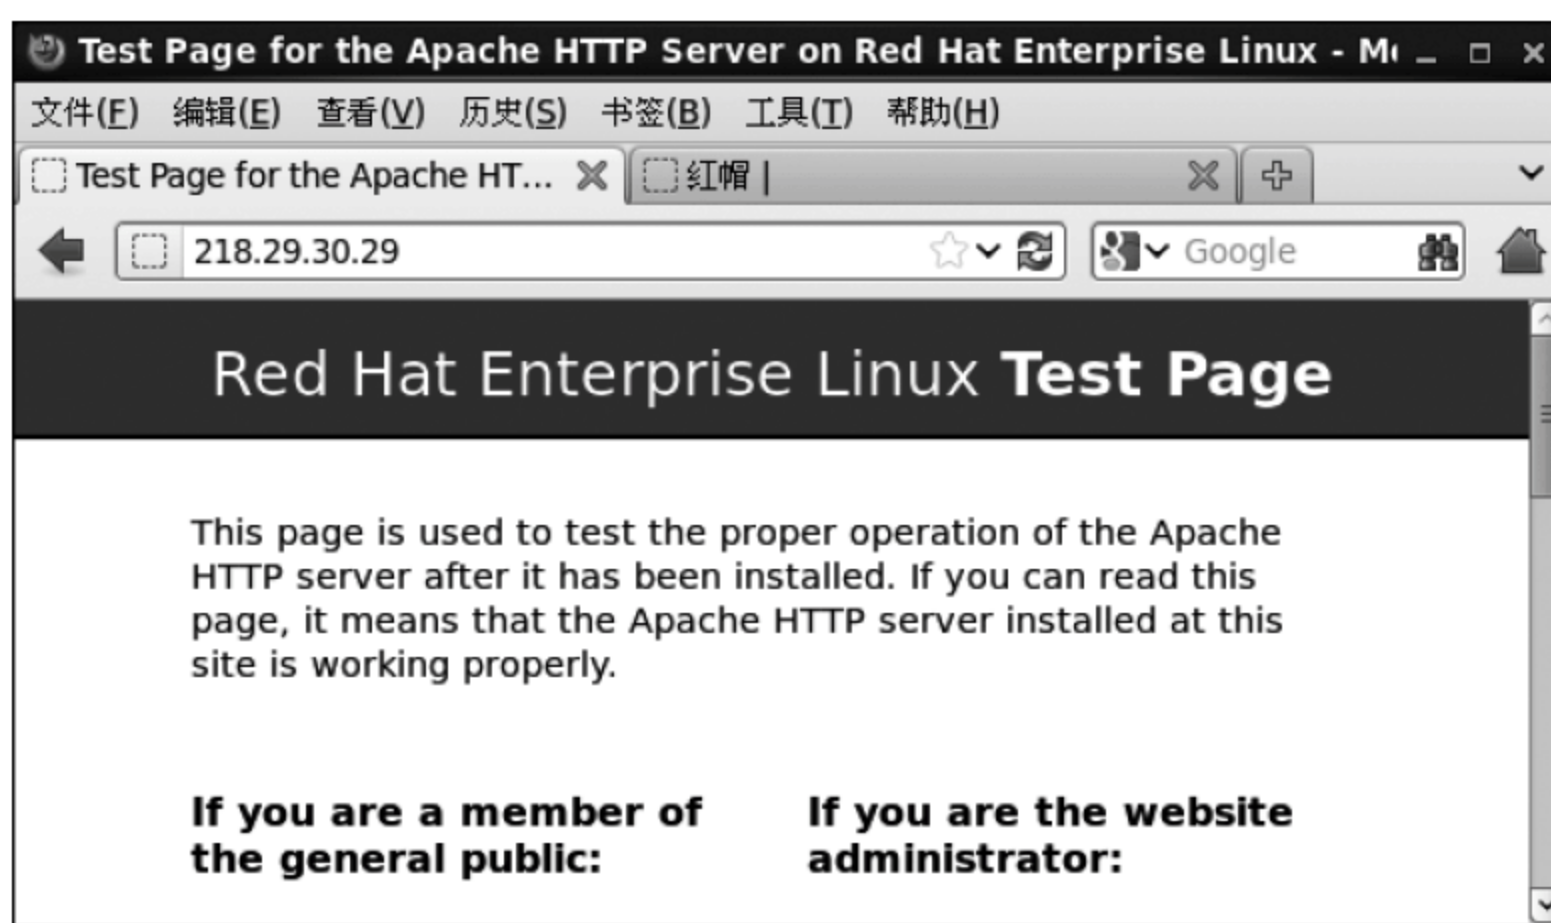 Test Page for the Apache HTTP Server on Red Hat Enterprise Linux - M
文件(F) 编辑(E) 查看(V) 历史(S) 书签(B) 工具(T) 帮助(H)
Test Page for the Apache HT... 红帽 |
218.29.30.29 Google
Red Hat Enterprise Linux Test Page
This page is used to test the proper operation of the Apache
HTTP server after it has been installed. If you can read this
page, it means that the Apache HTTP server installed at this
site is working properly.
If you are a member of
the general public:
If you are the website
administrator: